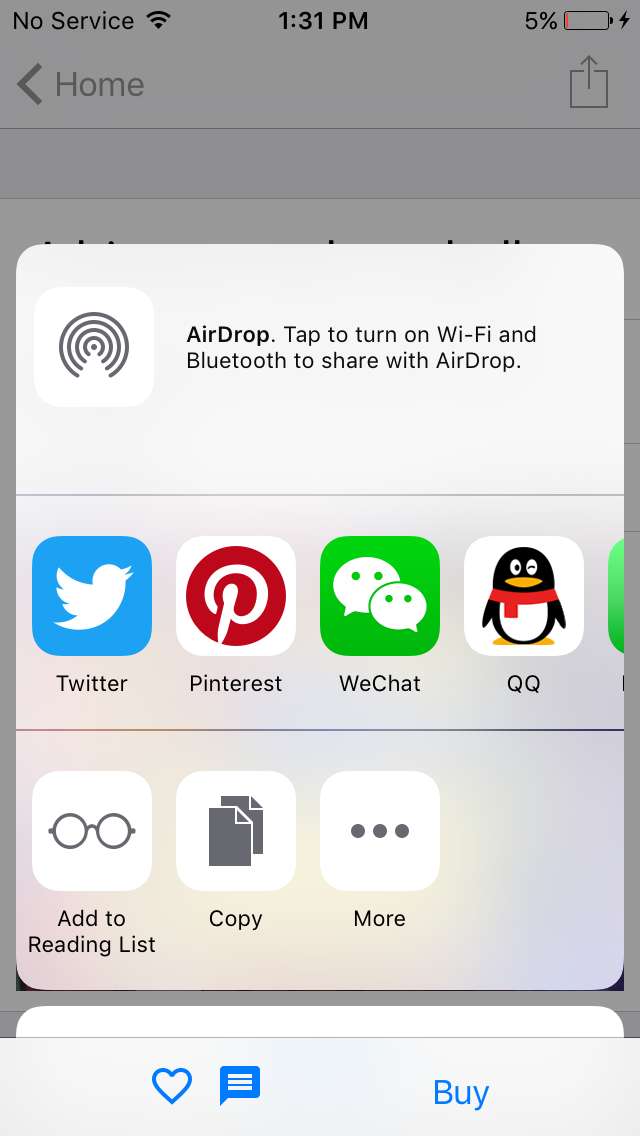 No Service 1:31 PM 5%
Home
AirDrop. Tap to turn on Wi-Fi and
Bluetooth to share with AirDrop.
Twitter Pinterest WeChat QQ
Add to
Reading List
Copy
More
Buy